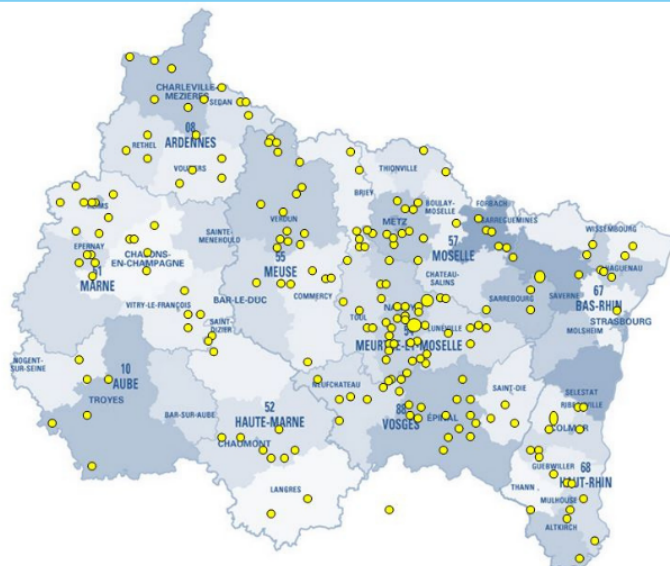 CHARLEVILLE
MEZIERES
SEDAN
08
ARDENNES
RETHEL
VOUZIERS
THIONVILLE
BRIEY
BOULAY-
MOSELLE
FORBACH
SARREGUEMINES
WISSEMBOURG
REIMS
SAINTE-
MENEHOULD
VERDUN
METZ
57
MOSELLE
HAGUENAU
EPERNAY
51
MARNE
CHALONS-
EN-CHAMPAGNE
55
MEUSE
CHATEAU-
SALINS
67
BAS-RHIN
SARREBOURG
SAVERNE
BAR-LE-DUC
COMMERCY
VITRY-LE-FRANÇOIS
SAINT-
DIZIER
TOUL
LUNÉVILLE
STRASBOURG
MOLSHEIM
MEURTHE-ET-MOSELLE
NOGENT-
SUR-SEINE
10
AUBE
TROYES
NEUFCHATEAU
SAINT-DIE
SELESTAT
BAR-SUR-AUBE
52
HAUTE-MARNE
CHAUMONT
88
VOSGES
EPINAL
COLMAR
GUEBWILLER
68
HAUT-RHIN
THANN
MULHOUSE
LANGRES
ALTKIRCH